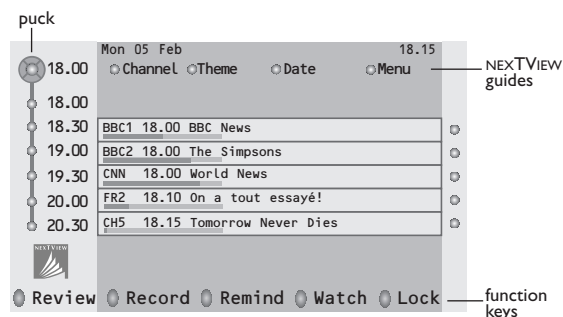 puck
Mon 05 Feb 18.15
18.00 Channel Theme Date Menu
NEXTVIEW guides
18.00
18.30 BBC1 18.00 BBC News
19.00 BBC2 18.00 The Simpsons
19.30 CNN 18.00 World News
20.00 FR2 18.10 On a tout essayé!
20.30 CH5 18.15 Tomorrow Never Dies
NEXTVIEW
Review Record Remind Watch Lock
function keys